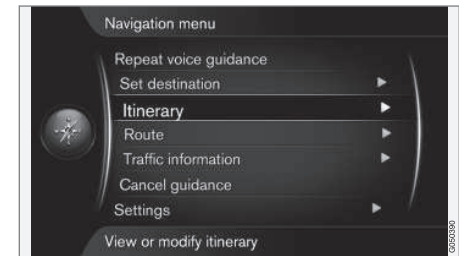 Navigation menu
Repeat voice guidance
Set destination
Itinerary
Route
Traffic information
Cancel guidance
Settings
View or modify itinerary
G050390